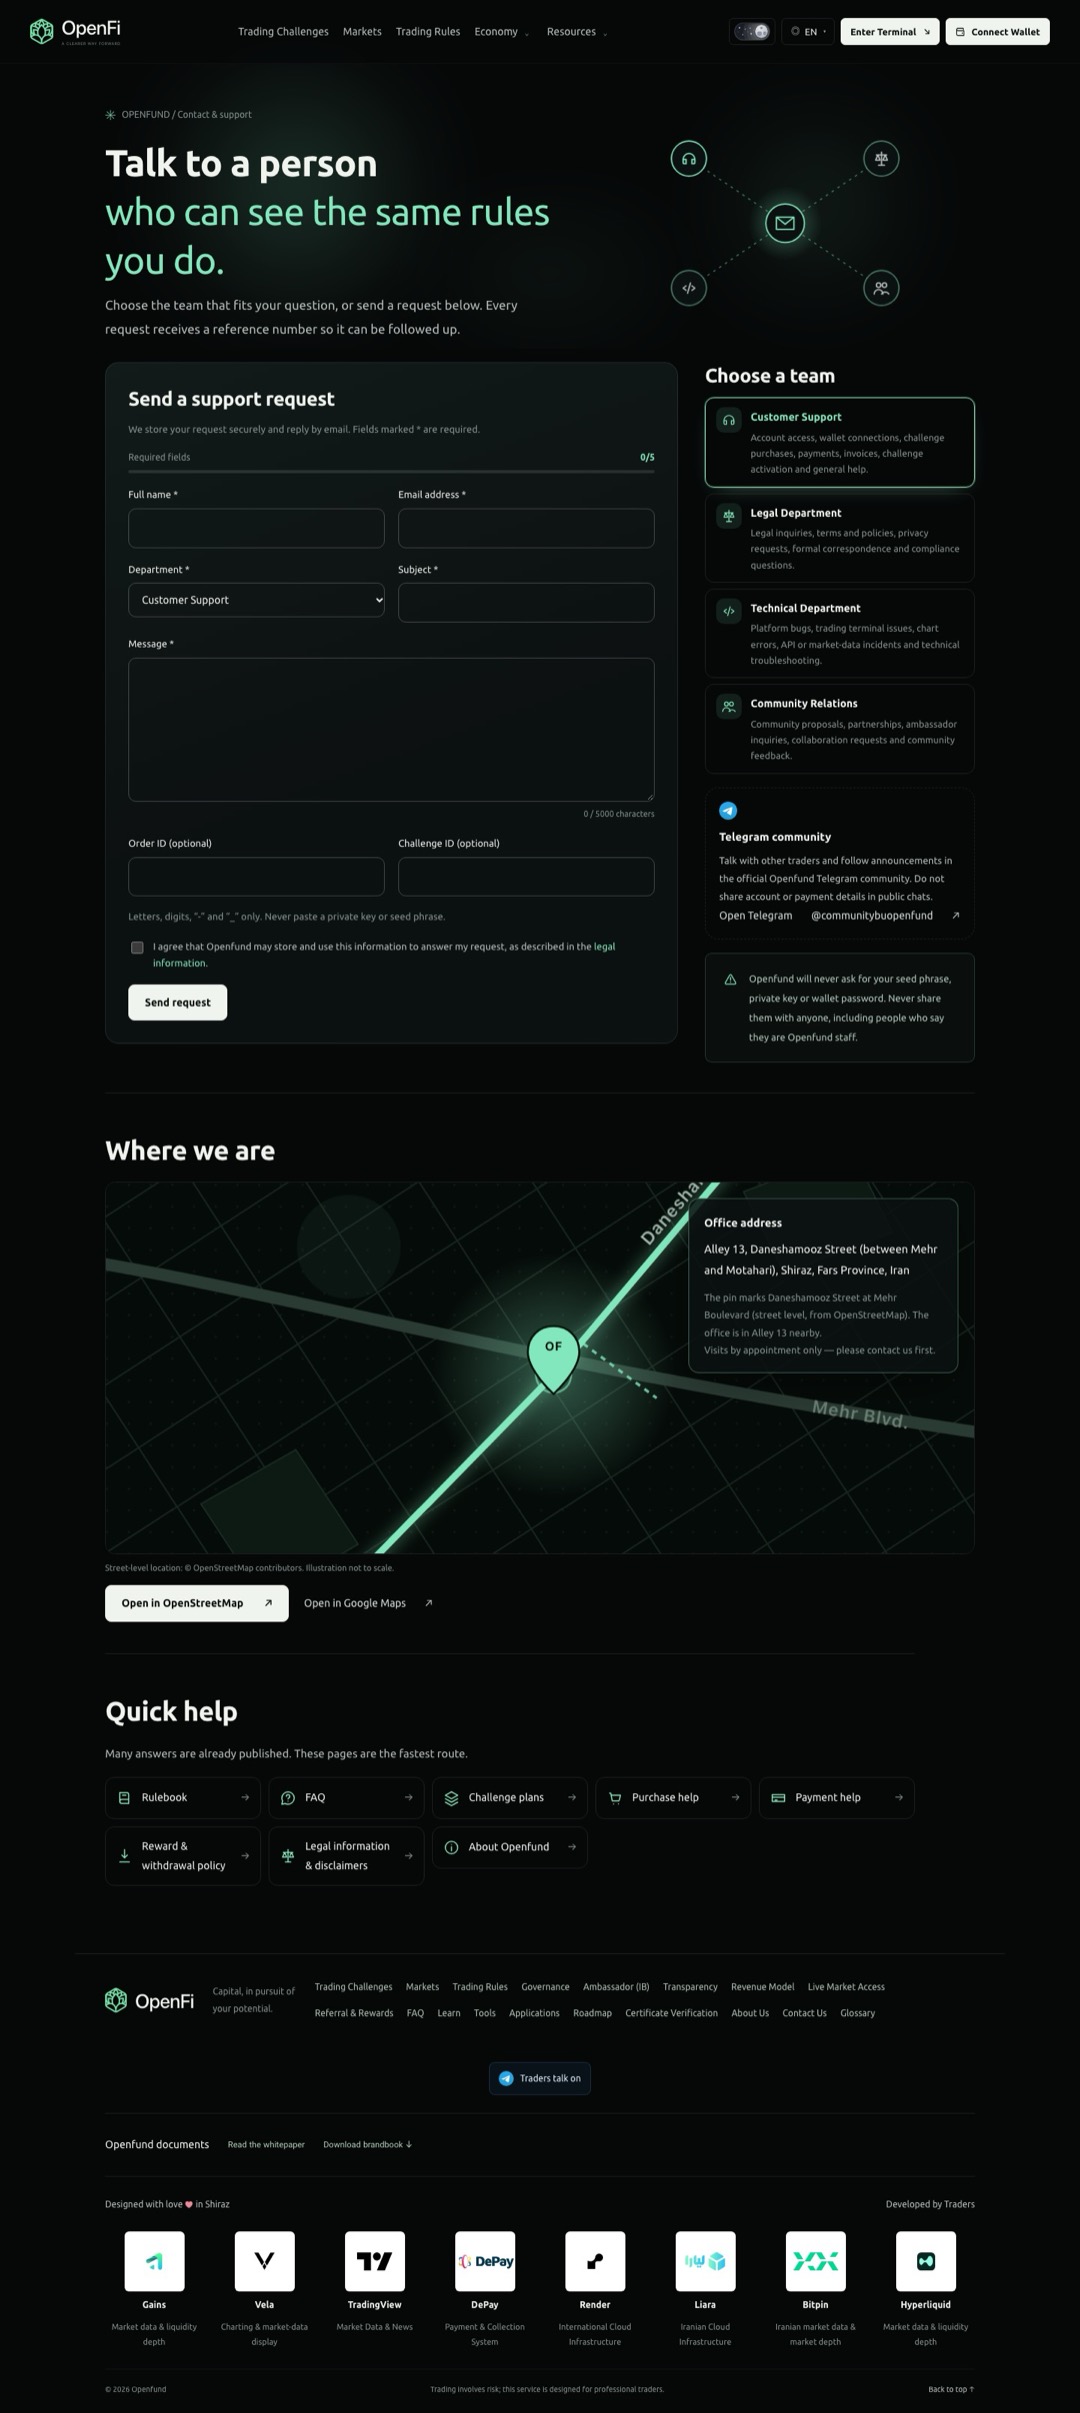 OpenFi
A CLEARER WAY FORWARD
Trading Challenges
Markets
Trading Rules
Economy
Resources
EN
Enter Terminal
Connect Wallet
OPENFUND / Contact & support
Talk to a person
who can see the same rules
you do.
Choose the team that fits your question, or send a request below. Every
request receives a reference number so it can be followed up.
Send a support request
We store your request securely and reply by email. Fields marked * are required.
Required fields
0/5
Full name *
Email address *
Department *
Subject *
Customer Support
Message *
0 / 5000 characters
Order ID (optional)
Challenge ID (optional)
Letters, digits, "-" and "_" only. Never paste a private key or seed phrase.
I agree that Openfund may store and use this information to answer my request, as described in the legal
information.
Send request
Choose a team
Customer Support
Account access, wallet connections, challenge
purchases, payments, invoices, challenge
activation and general help.
Legal Department
Legal inquiries, terms and policies, privacy
requests, formal correspondence and compliance
questions.
Technical Department
Platform bugs, trading terminal issues, chart
errors, API or market-data incidents and technical
troubleshooting.
Community Relations
Community proposals, partnerships, ambassador
inquiries, collaboration requests and community
feedback.
Telegram community
Talk with other traders and follow announcements in
the official Openfund Telegram community. Do not
share account or payment details in public chats.
Open Telegram @communitybuopenfund ↗
Openfund will never ask for your seed phrase,
private key or wallet password. Never share
them with anyone, including people who say
they are Openfund staff.
Where we are
Danesha
OF
Mehr Blvd.
Office address
Alley 13, Daneshamooz Street (between Mehr
and Motahari), Shiraz, Fars Province, Iran
The pin marks Daneshamooz Street at Mehr
Boulevard (street level, from OpenStreetMap). The
office is in Alley 13 nearby.
Visits by appointment only — please contact us first.
Street-level location: © OpenStreetMap contributors. Illustration not to scale.
Open in OpenStreetMap ↗
Open in Google Maps ↗
Quick help
Many answers are already published. These pages are the fastest route.
Rulebook →
FAQ →
Challenge plans →
Purchase help →
Payment help →
Reward &
withdrawal policy →
Legal information
& disclaimers →
About Openfund →
OpenFi
Capital, in pursuit of
your potential.
Trading Challenges Markets Trading Rules Governance Ambassador (IB) Transparency Revenue Model Live Market Access
Referral & Rewards FAQ Learn Tools Applications Roadmap Certificate Verification About Us Contact Us Glossary
Traders talk on
Openfund documents
Read the whitepaper
Download brandbook ↓
Designed with love ❤ in Shiraz
Developed by Traders
Gains
Market data & liquidity
depth
Vela
Charting & market-data
display
TradingView
Market Data & News
DePay
DePay
Payment & Collection
System
Render
International Cloud
Infrastructure
لیارا
Liara
Iranian Cloud
Infrastructure
Bitpin
Iranian market data &
market depth
Hyperliquid
Market data & liquidity
depth
© 2026 Openfund
Trading involves risk; this service is designed for professional traders.
Back to top ↑